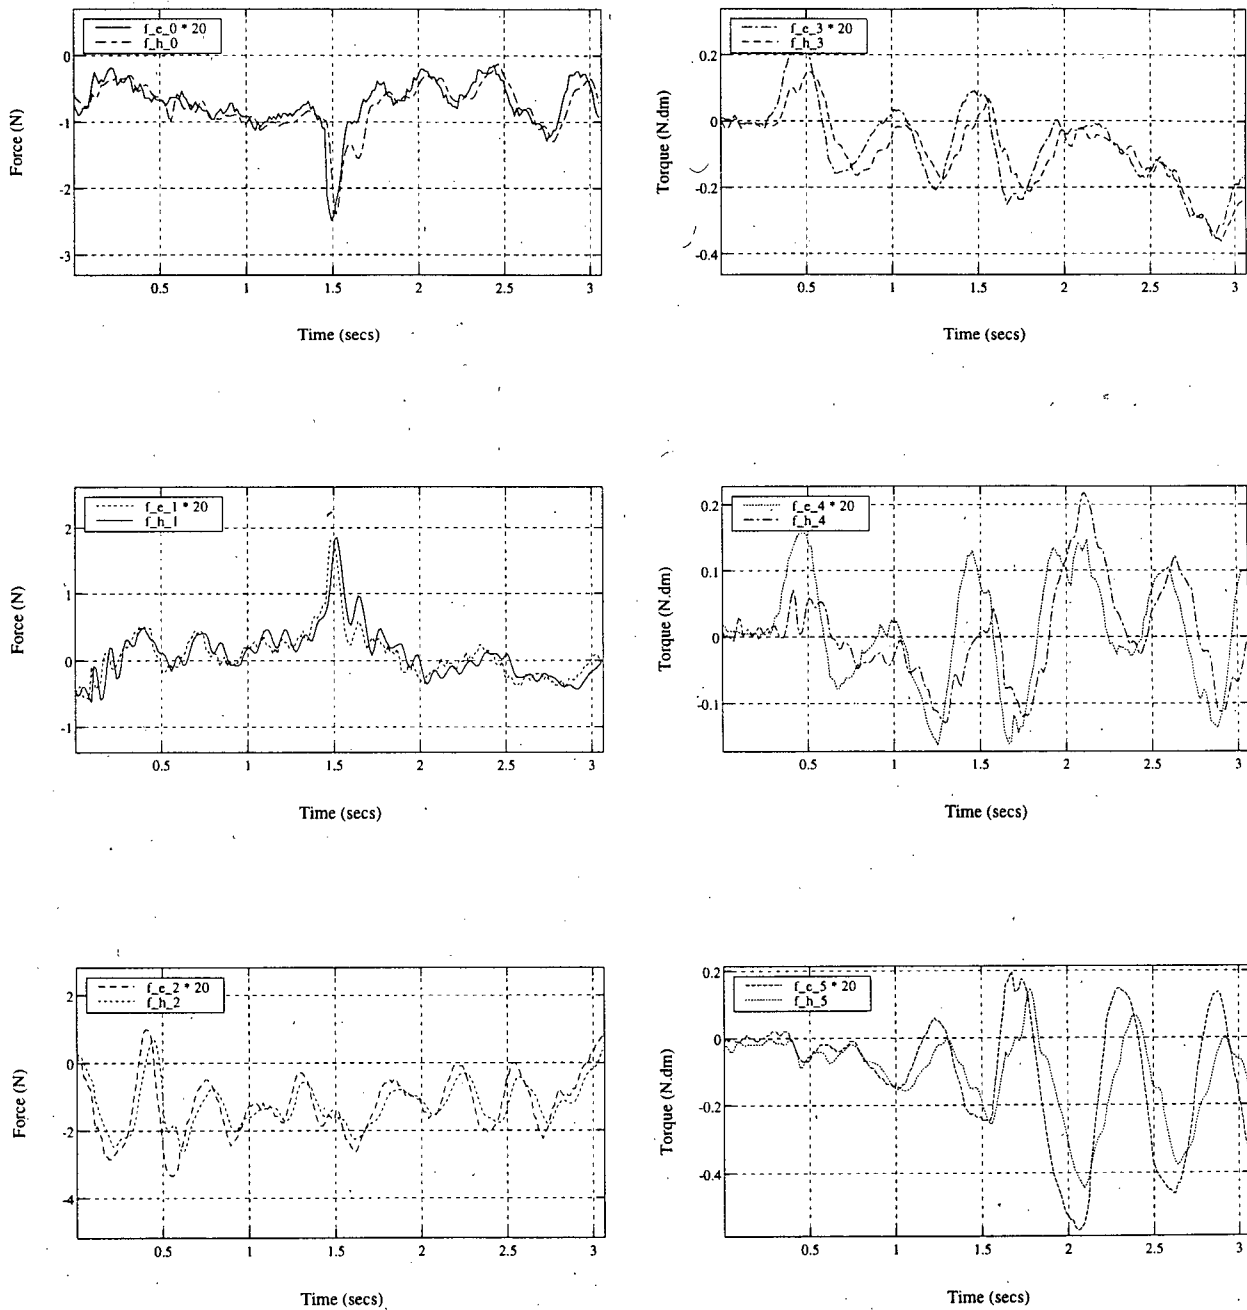 f_e_0 * 20
f_h_0
Force (N)
0
-1
-2
-3
0.5
1
1.5
2
2.5
3
Time (secs)
f_e_3 * 20
f_h_3
Torque (N.dm)
0.2
0
-0.2
-0.4
0.5
1
1.5
2
2.5
3
Time (secs)
f_e_1 * 20
f_h_1
Force (N)
2
1
0
-1
0.5
1
1.5
2
2.5
3
Time (secs)
f_e_4 * 20
f_h_4
Torque (N.dm)
0.2
0.1
0
-0.1
0.5
1
1.5
2
2.5
3
Time (secs)
f_e_2 * 20
f_h_2
Force (N)
2
0
-2
-4
0.5
1
1.5
2
2.5
3
Time (secs)
f_e_5 * 20
f_h_5
Torque (N.dm)
0.2
0
-0.2
-0.4
0.5
1
1.5
2
2.5
3
Time (secs)